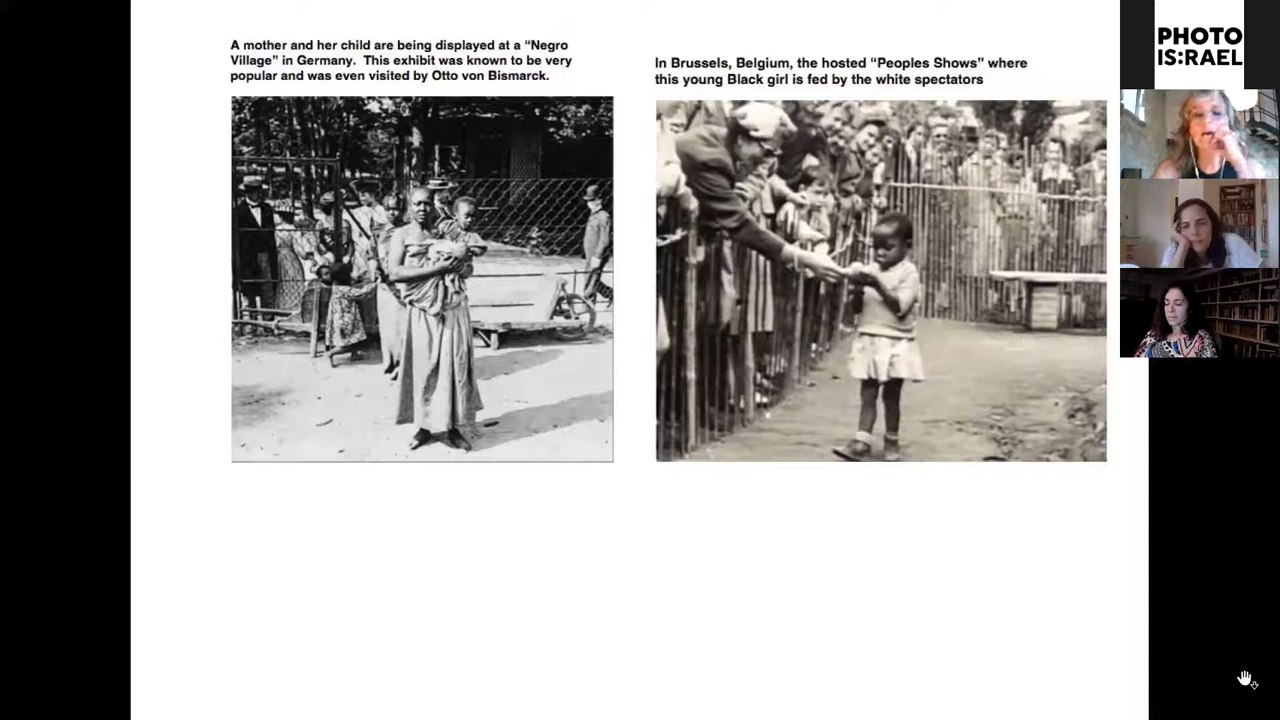 A mother and her child are being displayed at a “Negro
Village” in Germany.  This exhibit was known to be very
popular and was even visited by Otto von Bismarck.
In Brussels, Belgium, the hosted “Peoples Shows” where
this young Black girl is fed by the white spectators
PHOTO
IS:RAEL